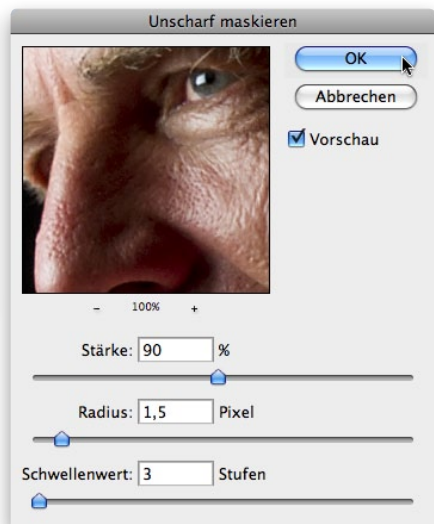 Unscharf maskieren
OK
Abbrechen
Vorschau
– 100% +
Stärke: 90 %
Radius: 1,5 Pixel
Schwellenwert: 3 Stufen